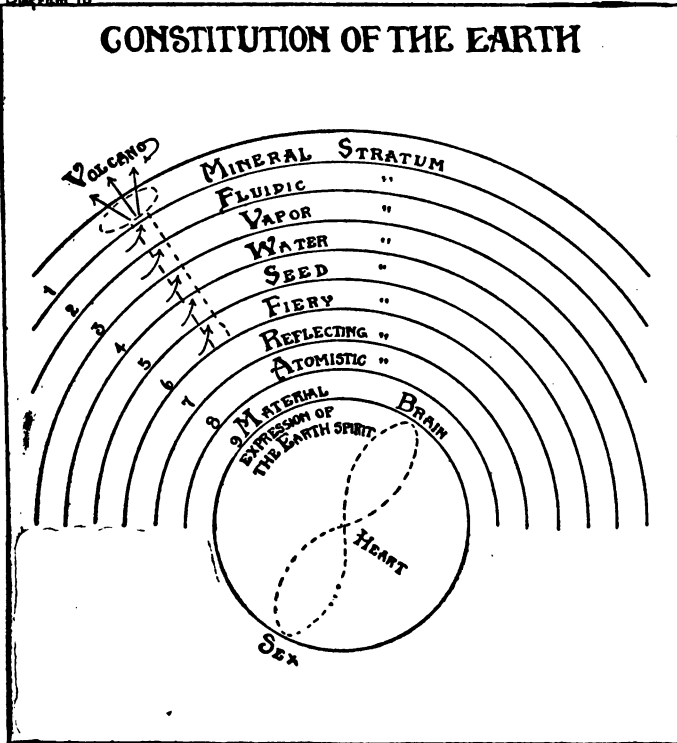 CONSTITUTION OF THE EARTH
VOLCANO
MINERAL STRATUM
FLUIDIC "
VAPOR "
WATER "
SEED "
FIERY "
REFLECTING "
ATOMISTIC "
1
2
3
4
5
6
7
8
9 MATERIAL
EXPRESSION OF
THE EARTH SPIRIT
BRAIN
HEART
SEX